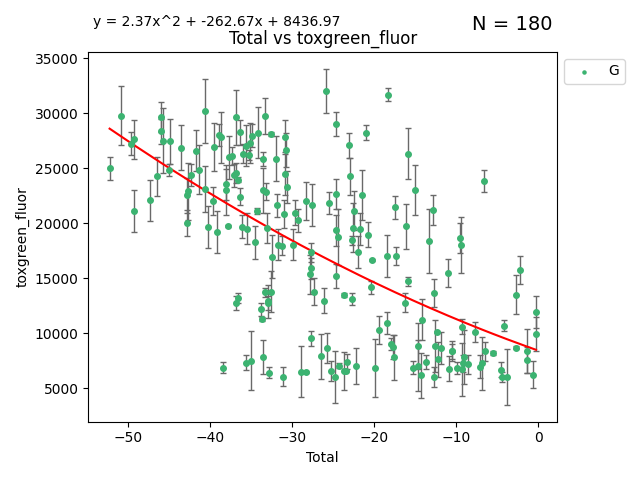 y = 2.37x^2 + -262.67x + 8436.97
N = 180
Total vs toxgreen_fluor
G
35000
30000
25000
20000
15000
10000
5000
toxgreen_fluor
−50
−40
−30
−20
−10
0
Total